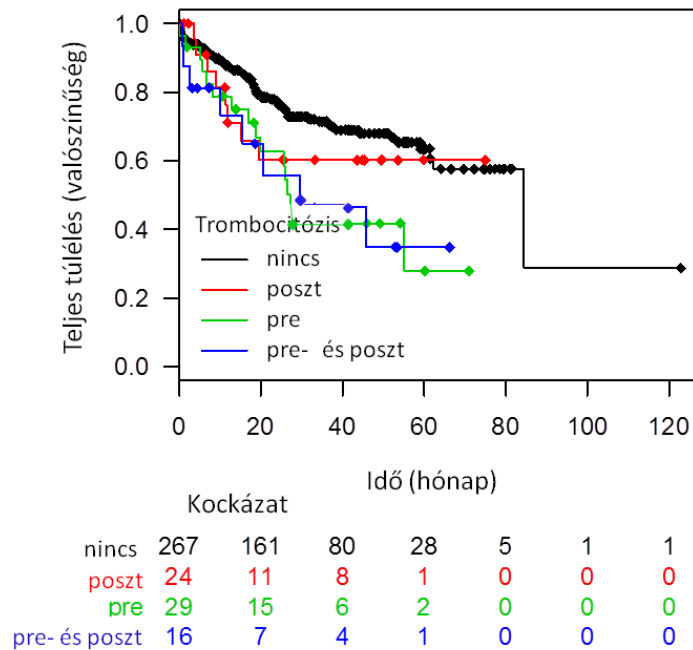 Teljes túlélés (valószínűség)
1.0
0.8
0.6
0.4
0.2
0.0
Trombocitózis
nincs
poszt
pre
pre- és poszt
0 20 40 60 80 100 120
Idő (hónap)
Kockázat
nincs 267 161 80 28 5 1 1
poszt 24 11 8 1 0 0 0
pre 29 15 6 2 0 0 0
pre- és poszt 16 7 4 1 0 0 0